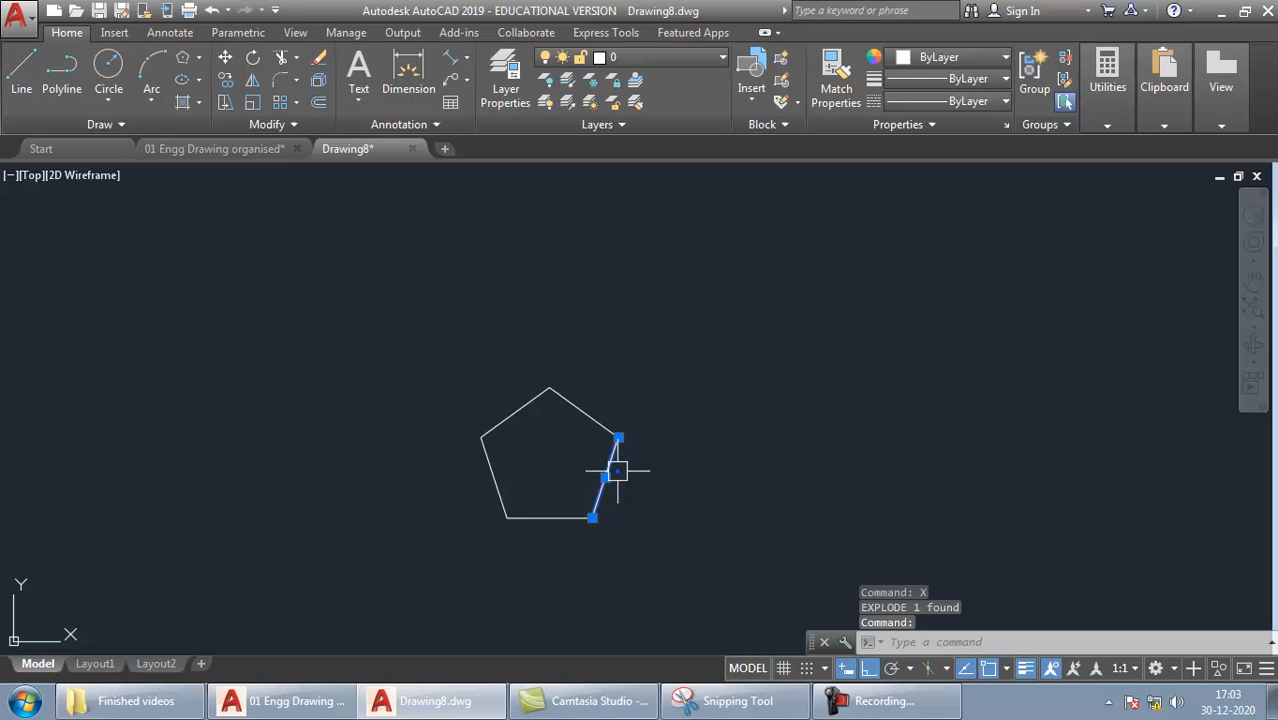 Autodesk AutoCAD 2019 - EDUCATIONAL VERSION Drawing8.dwg
Type a keyword or phrase
Sign In
Home Insert Annotate Parametric View Manage Output Add-ins Collaborate Express Tools Featured Apps
0
ByLayer
ByLayer
ByLayer
Line Polyline Circle Arc Text Dimension Layer Properties Insert Match Properties Group Utilities Clipboard View
Draw Modify Annotation Layers Block Properties Groups
Start 01 Engg Drawing organised* Drawing8*
[−][Top][2D Wireframe]
Y
X
Command: X
EXPLODE 1 found
Command:
Type a command
Model Layout1 Layout2
MODEL 1:1
Finished videos 01 Engg Drawing ... Drawing8.dwg Camtasia Studio -... Snipping Tool Recording...
17:03
30-12-2020